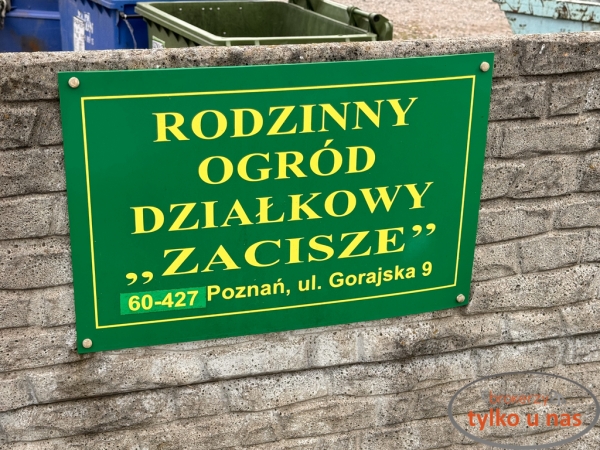 RODZINNY
OGRÓD
DZIAŁKOWY
„ZACISZE”
60-427 Poznań, ul. Gorajska 9
tylko u nas